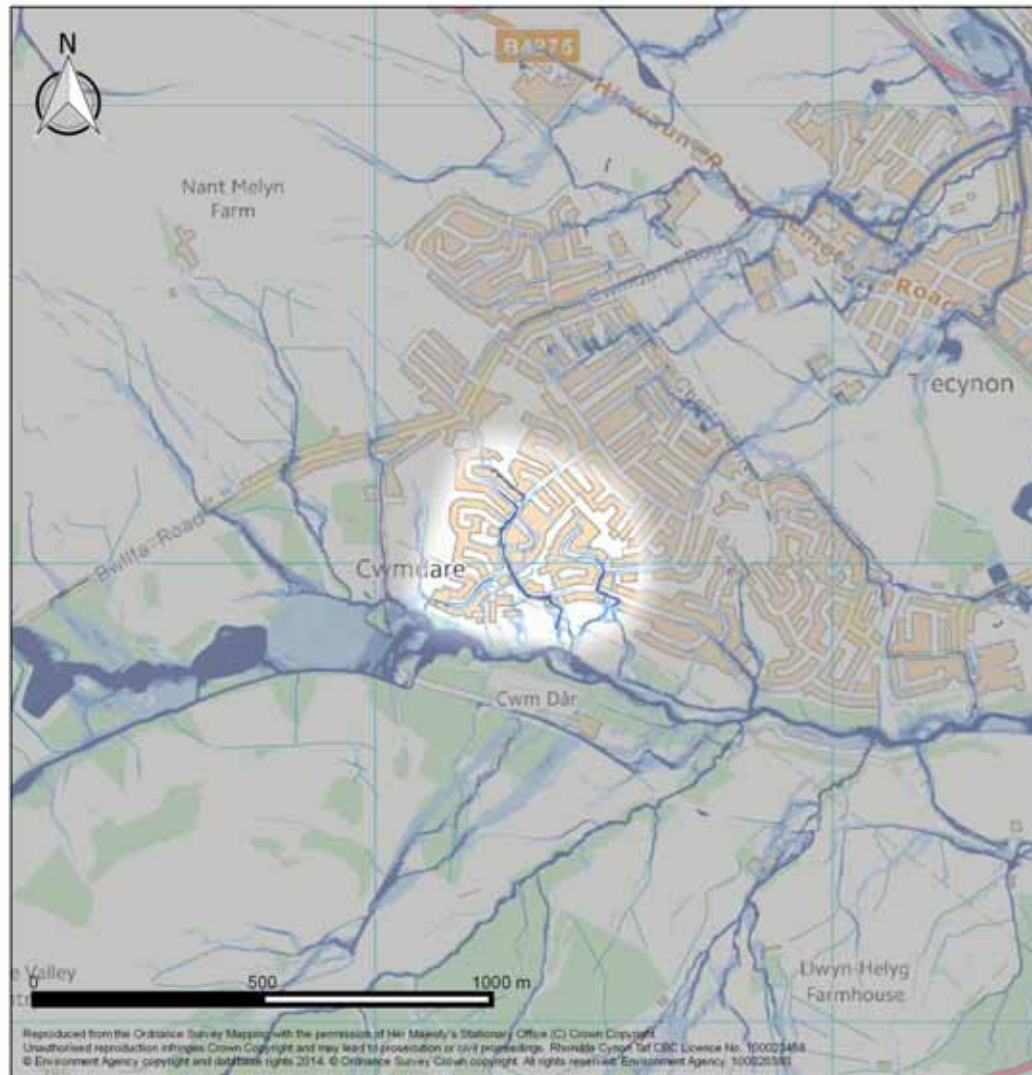 N
B4275
Nant Melyn
Farm
Road
Trecynon
Bwllfa Road
Cwmdare
Cwm Dâr
e Valley
Llwyn-Helyg
Farmhouse
0 500 1000 m
Reproduced from the Ordnance Survey Mapping with the permission of Her Majesty's Stationary Office (C) Crown Copyright.
Unauthorised reproduction infringes Crown Copyright and may lead to prosecution or civil proceedings. Rhondda Cynon Taf CBC Licence No. 100023458
© Environment Agency copyright and database rights 2014. © Ordnance Survey Crown copyright. All rights reserved. Environment Agency, 100026380